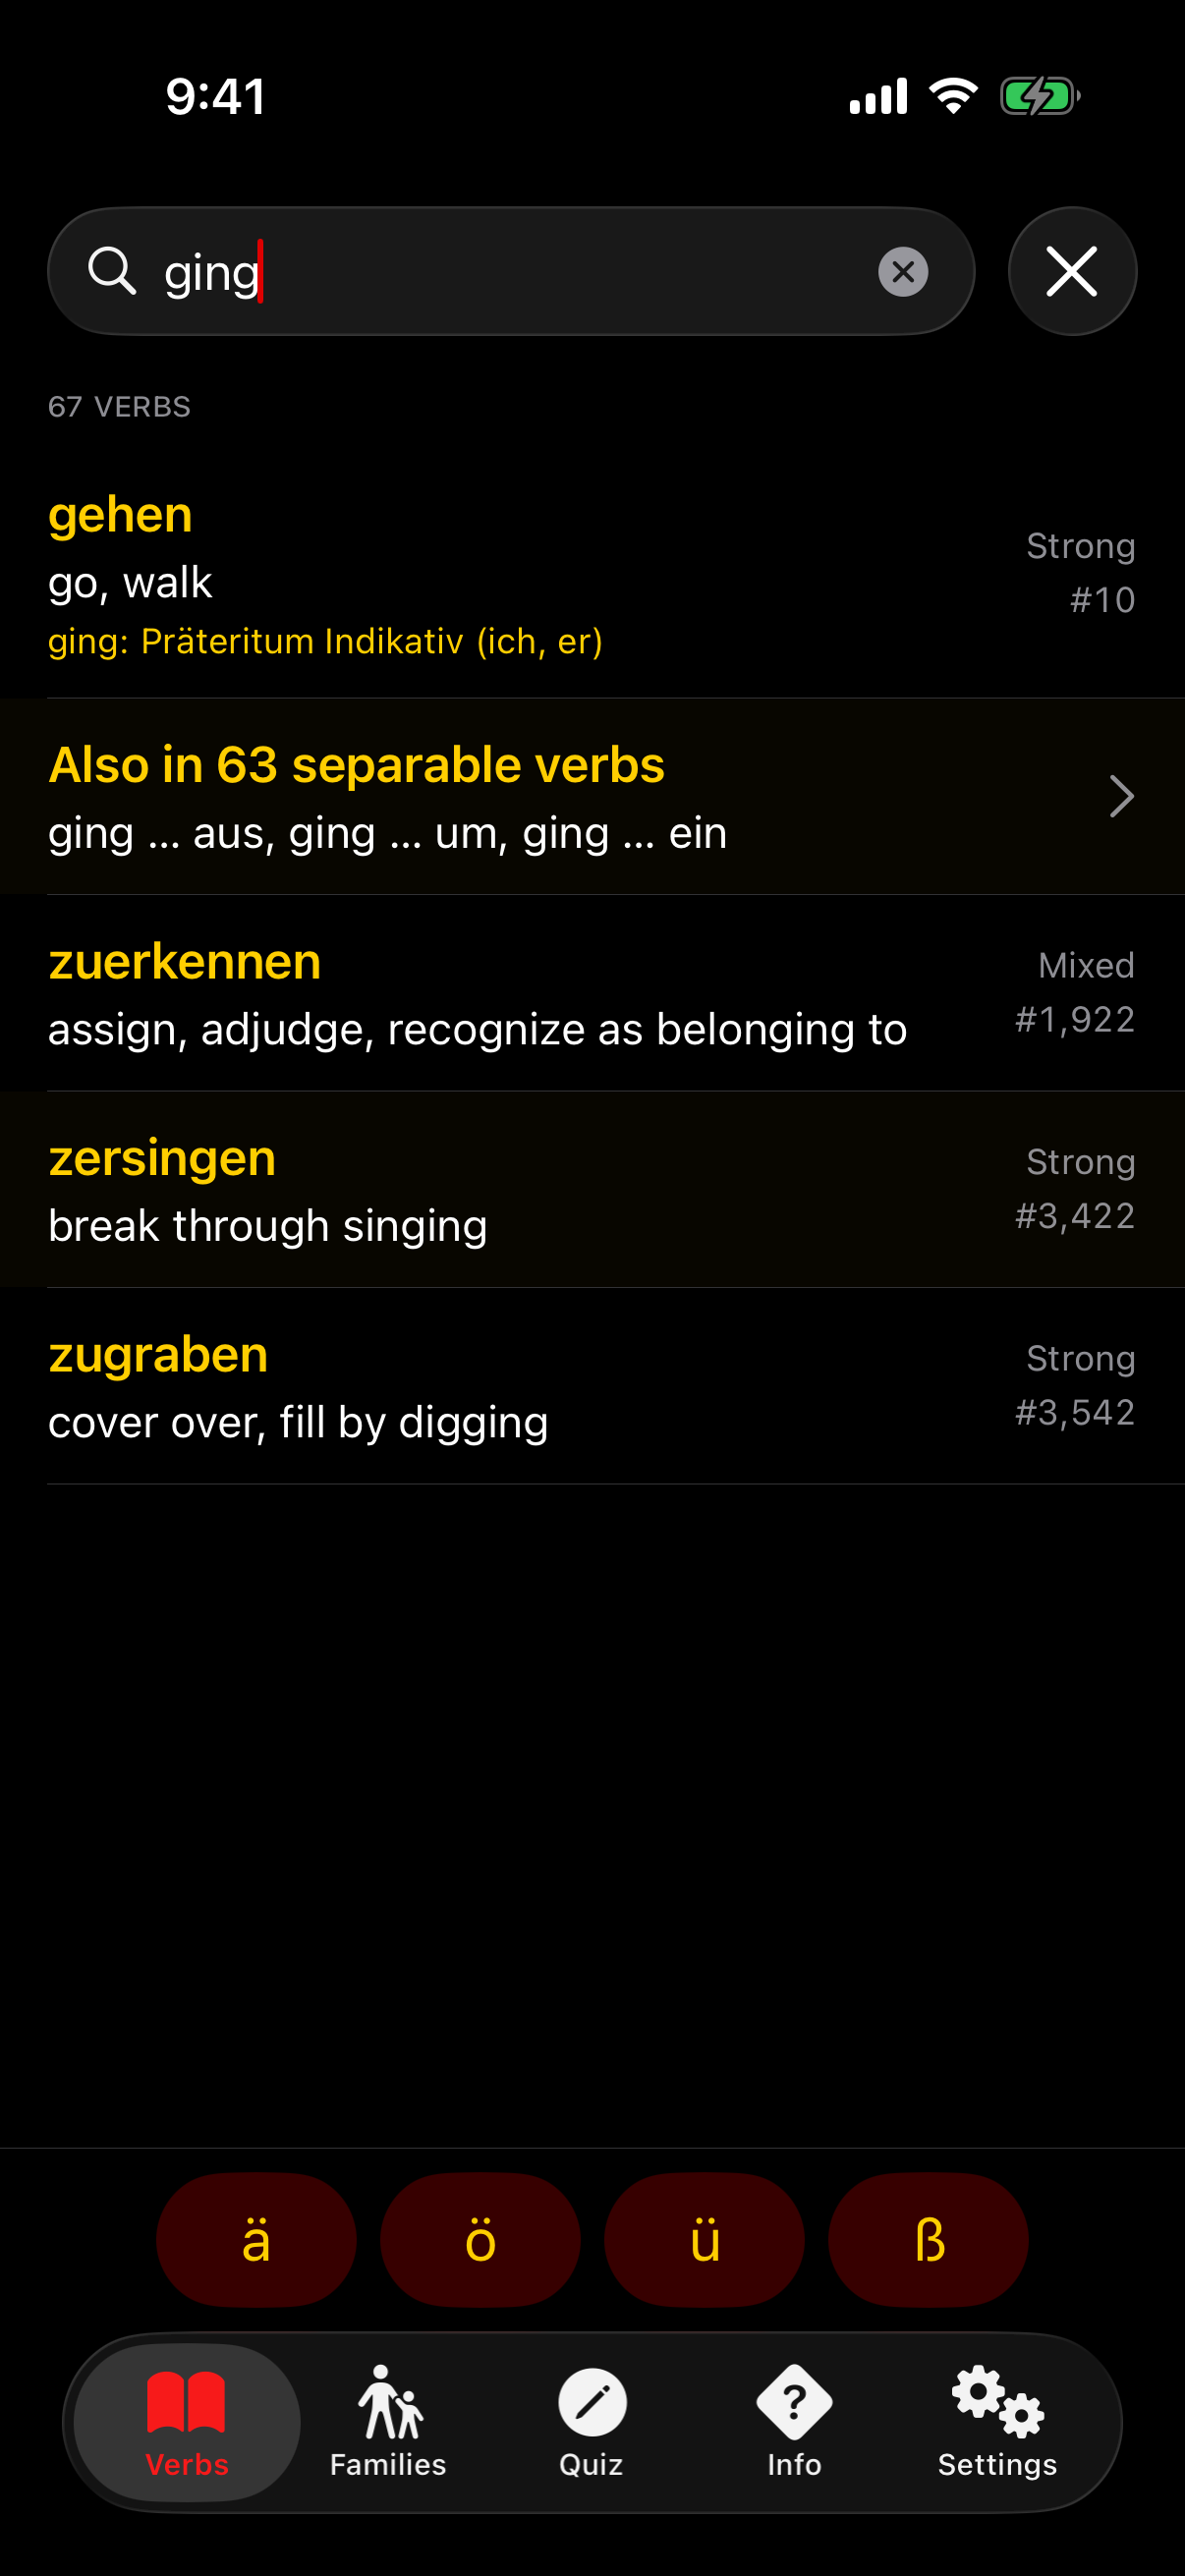 9:41
ging
67 VERBS
gehen
go, walk
ging: Präteritum Indikativ (ich, er)
Strong
#10
Also in 63 separable verbs
ging ... aus, ging ... um, ging ... ein
zuerkennen
assign, adjudge, recognize as belonging to
Mixed
#1,922
zersingen
break through singing
Strong
#3,422
zugraben
cover over, fill by digging
Strong
#3,542
ä ö ü ß
Verbs Families Quiz Info Settings